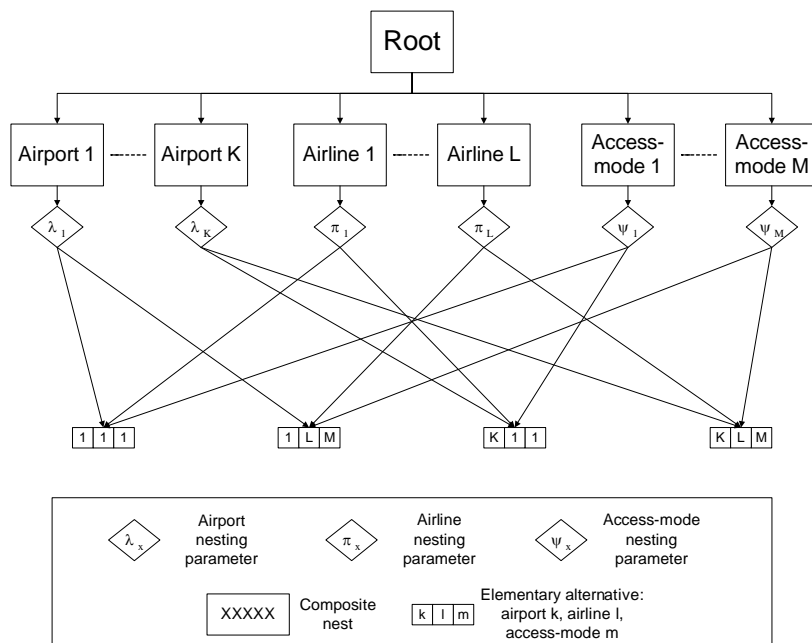 Root
Airport 1
Airport K
Airline 1
Airline L
Access-
mode 1
Access-
mode M
λ 1
λ K
π 1
π L
ψ 1
ψ M
1 1 1
1 L M
K 1 1
K L M
λ x
Airport
nesting
parameter
π x
Airline
nesting
parameter
ψ x
Access-mode
nesting
parameter
XXXXX
Composite
nest
k l m
Elementary alternative:
airport k, airline l,
access-mode m